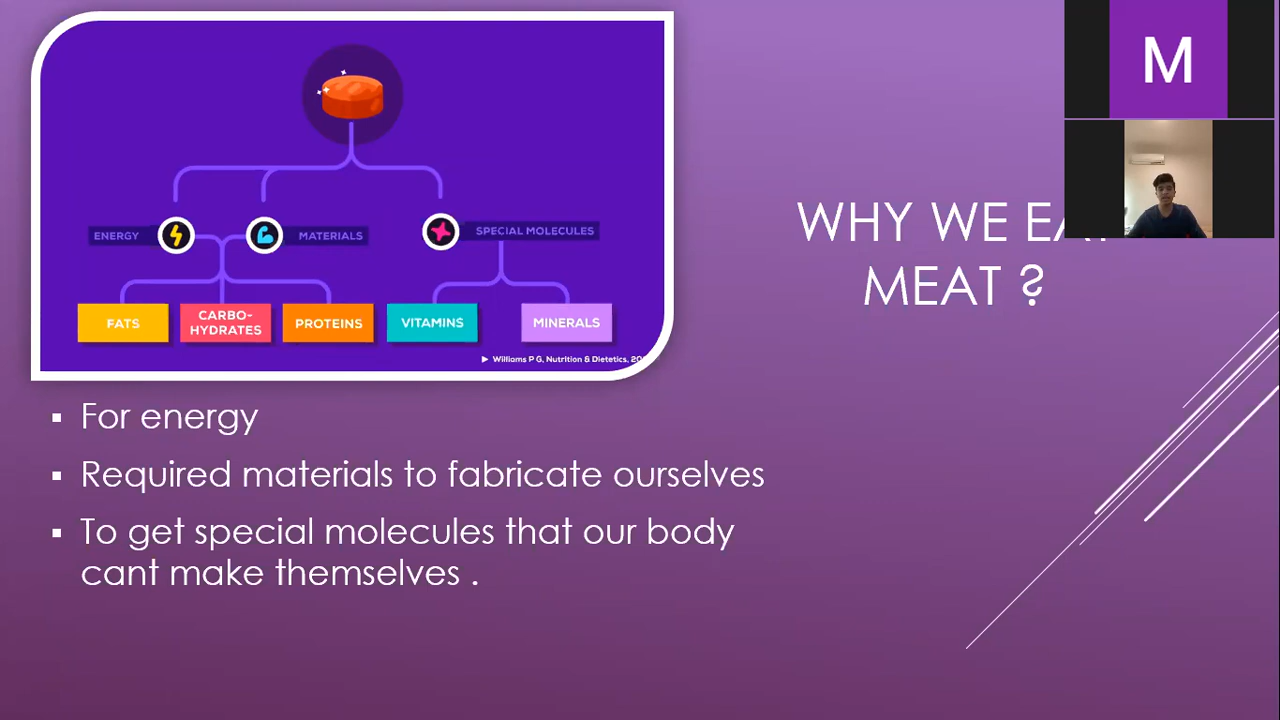 ENERGY
MATERIALS
SPECIAL MOLECULES
FATS
CARBO-
HYDRATES
PROTEINS
VITAMINS
MINERALS
Williams P G, Nutrition & Dietetics,
For energy
Required materials to fabricate ourselves
To get special molecules that our body
cant make themselves .
WHY WE
MEAT ?
M